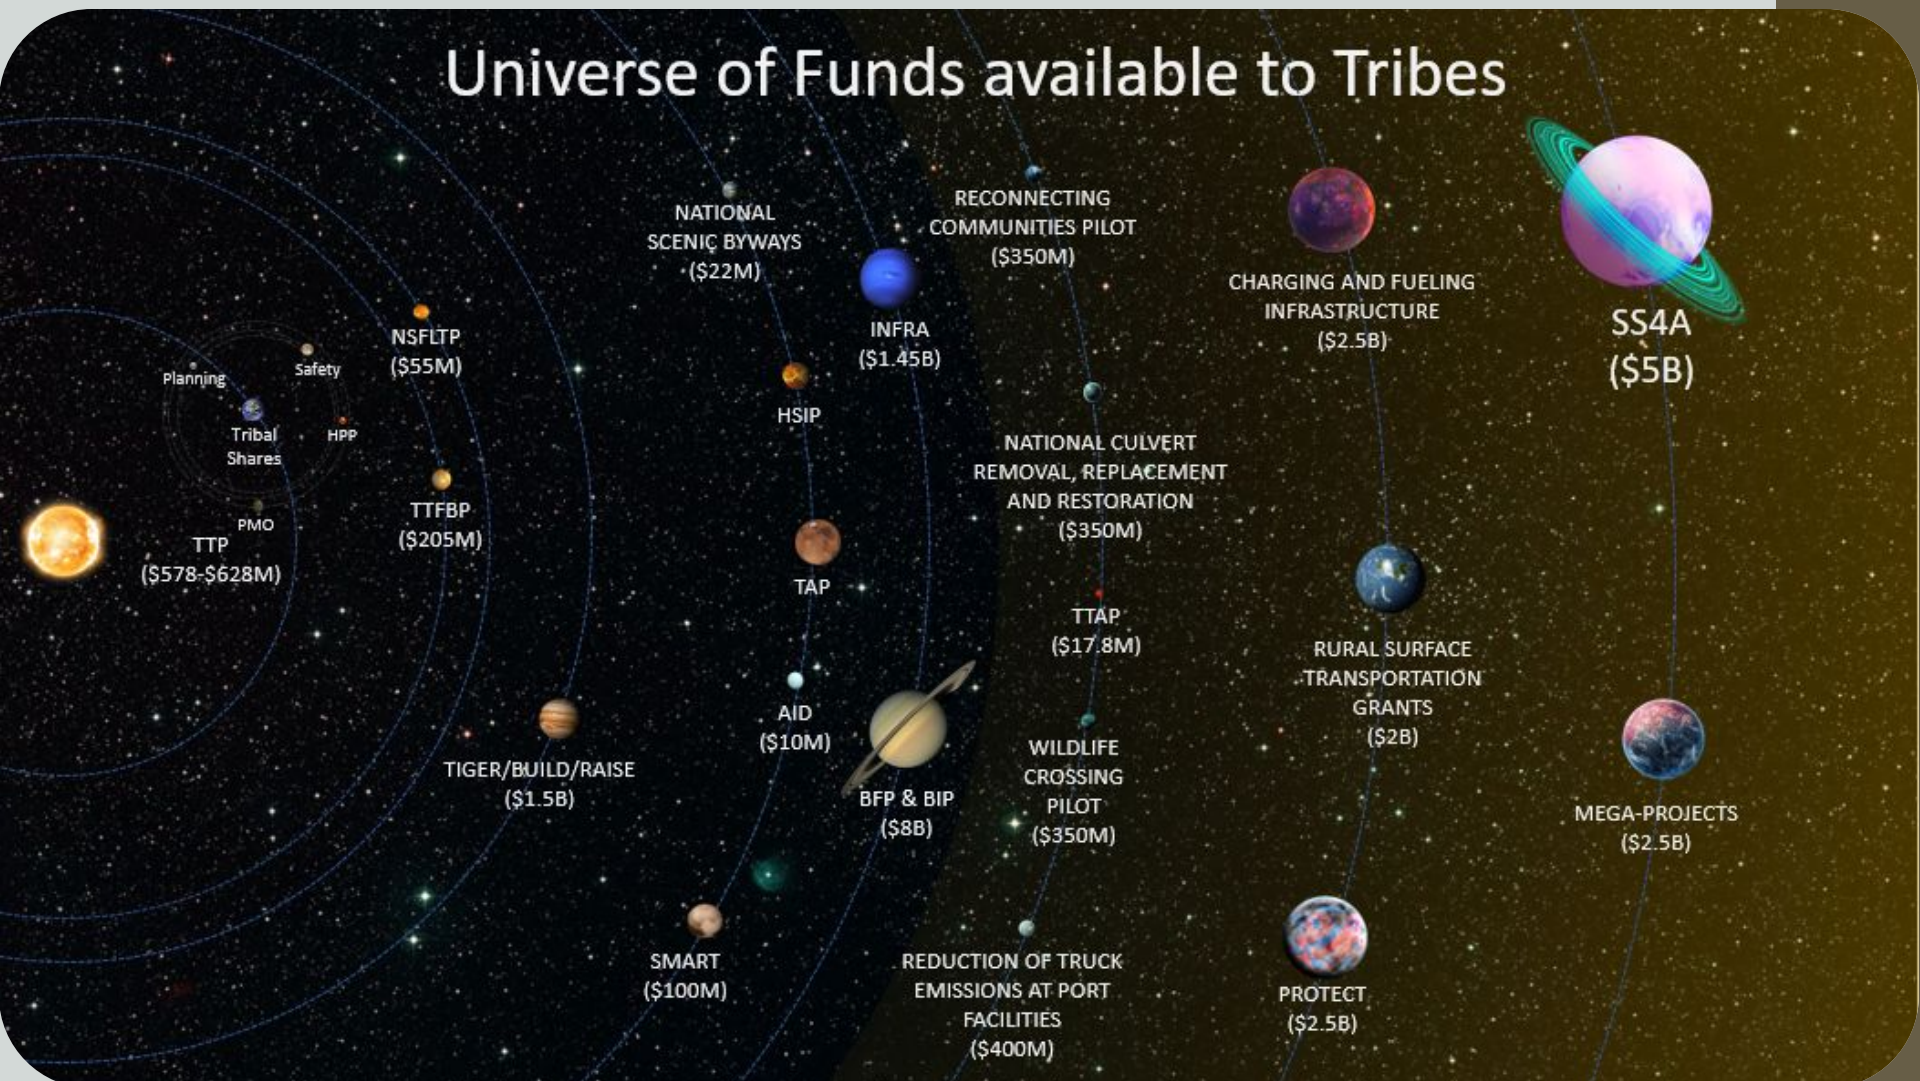 Universe of Funds available to Tribes
Planning
Safety
Tribal
Shares
HPP
PMO
TTP
($578-$628M)
NSFLTP
($55M)
TTFBP
($205M)
TIGER/BUILD/RAISE
($1.5B)
NATIONAL
SCENIC BYWAYS
($22M)
HSIP
TAP
AID
($10M)
SMART
($100M)
INFRA
($1.45B)
BFP & BIP
($8B)
RECONNECTING
COMMUNITIES PILOT
($350M)
NATIONAL CULVERT
REMOVAL, REPLACEMENT
AND RESTORATION
($350M)
TTAP
($17.8M)
WILDLIFE
CROSSING
PILOT
($350M)
REDUCTION OF TRUCK
EMISSIONS AT PORT
FACILITIES
($400M)
CHARGING AND FUELING
INFRASTRUCTURE
($2.5B)
RURAL SURFACE
TRANSPORTATION
GRANTS
($2B)
PROTECT
($2.5B)
SS4A
($5B)
MEGA-PROJECTS
($2.5B)